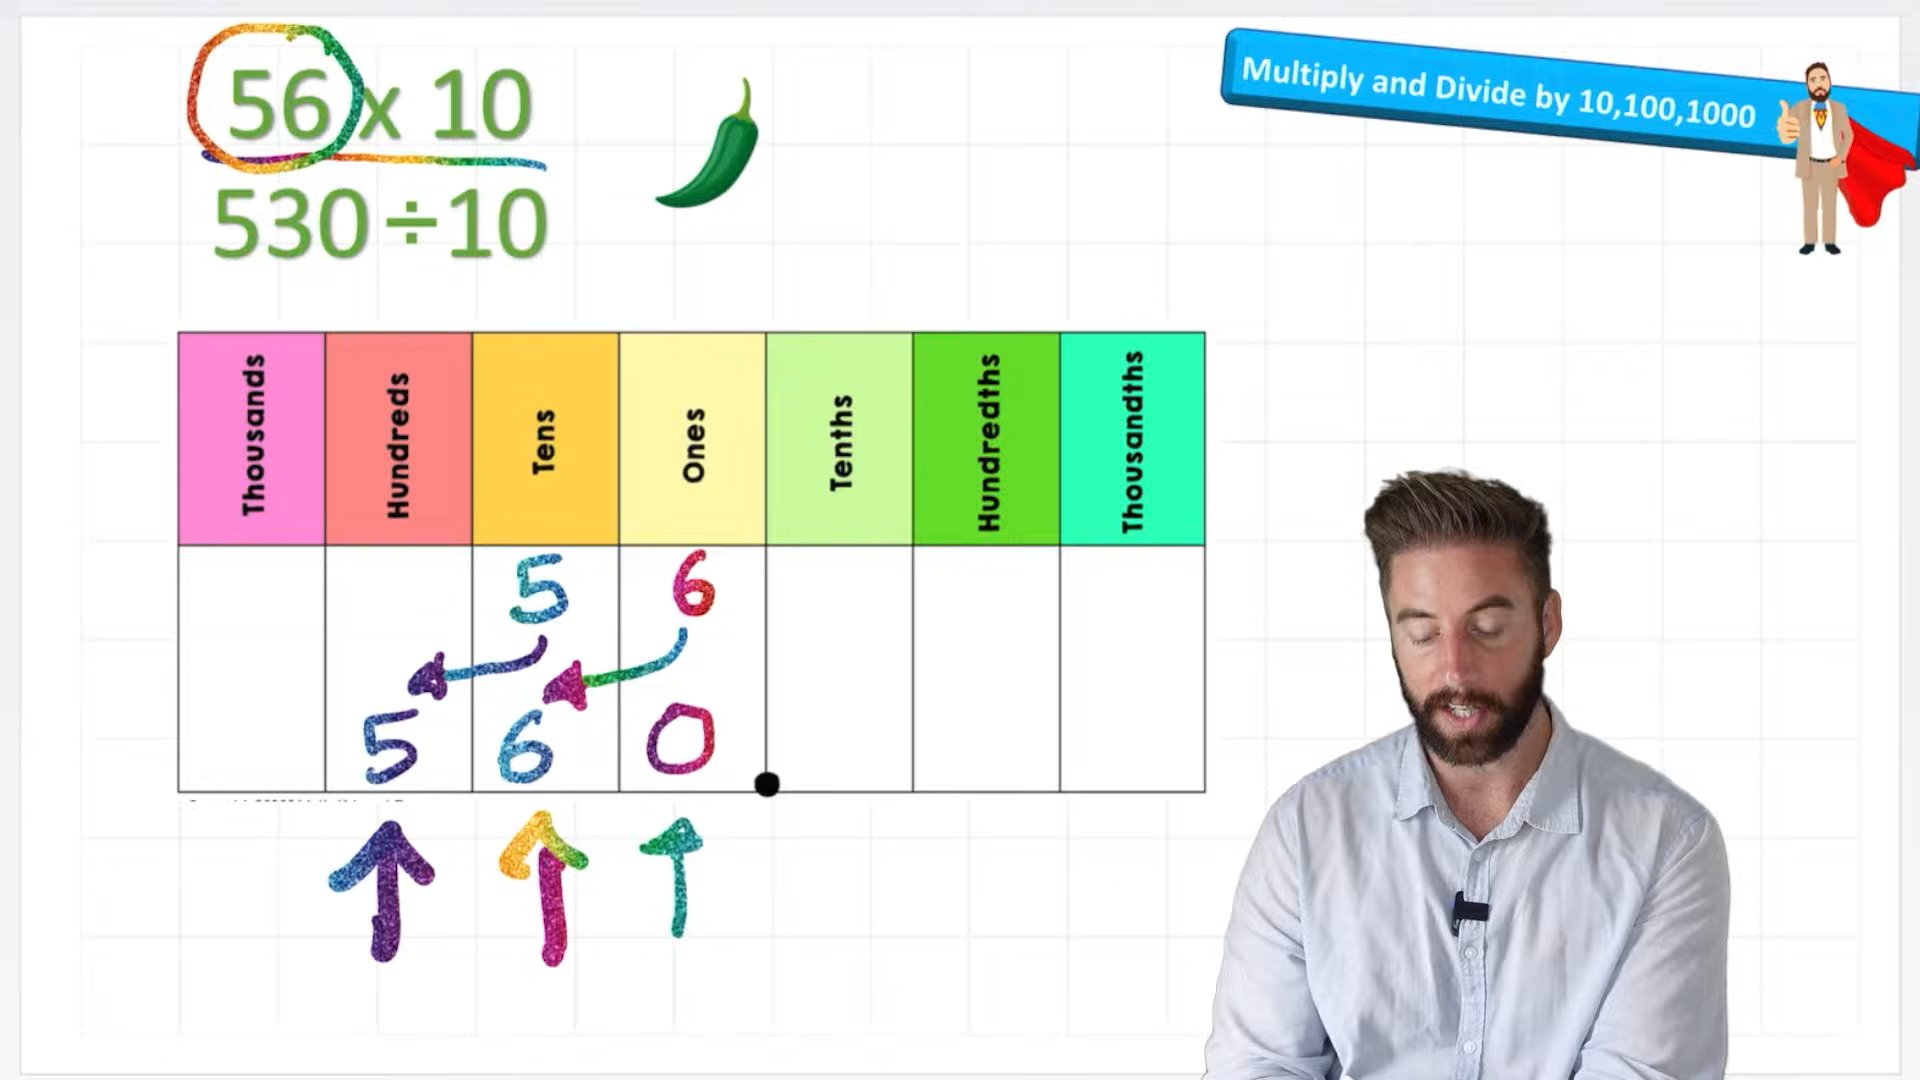 56 x 10
530 ÷ 10
Multiply and Divide by 10,100,1000
Thousands Hundreds Tens Ones Tenths Hundredths Thousandths
5 6
5 6 0 .